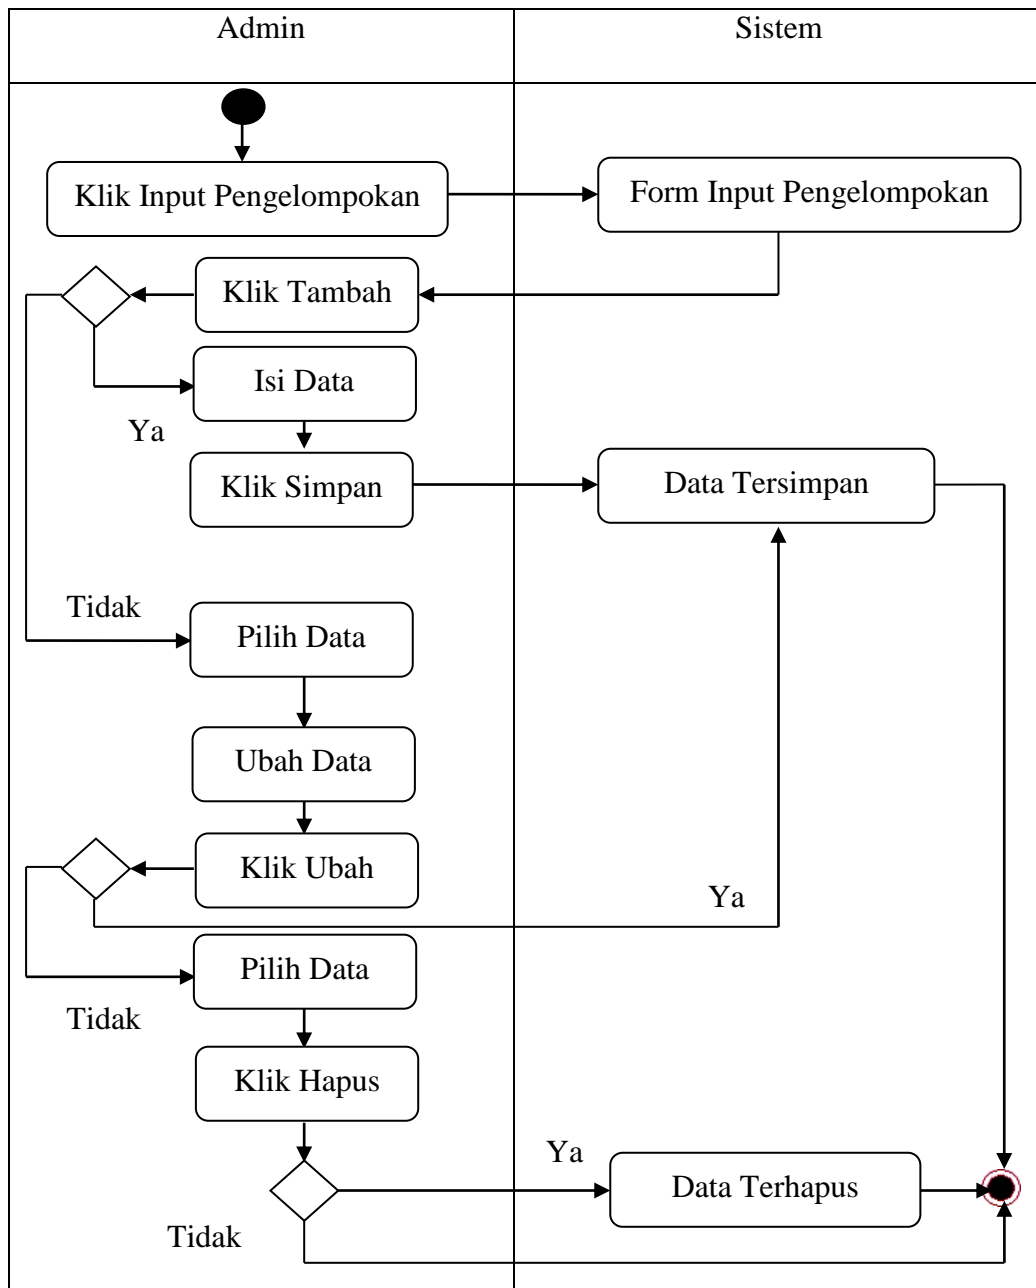 Admin
Sistem
Klik Input Pengelompokan
Form Input Pengelompokan
Klik Tambah
Isi Data
Ya
Klik Simpan
Data Tersimpan
Tidak
Pilih Data
Ubah Data
Klik Ubah
Ya
Pilih Data
Tidak
Klik Hapus
Ya
Data Terhapus
Tidak